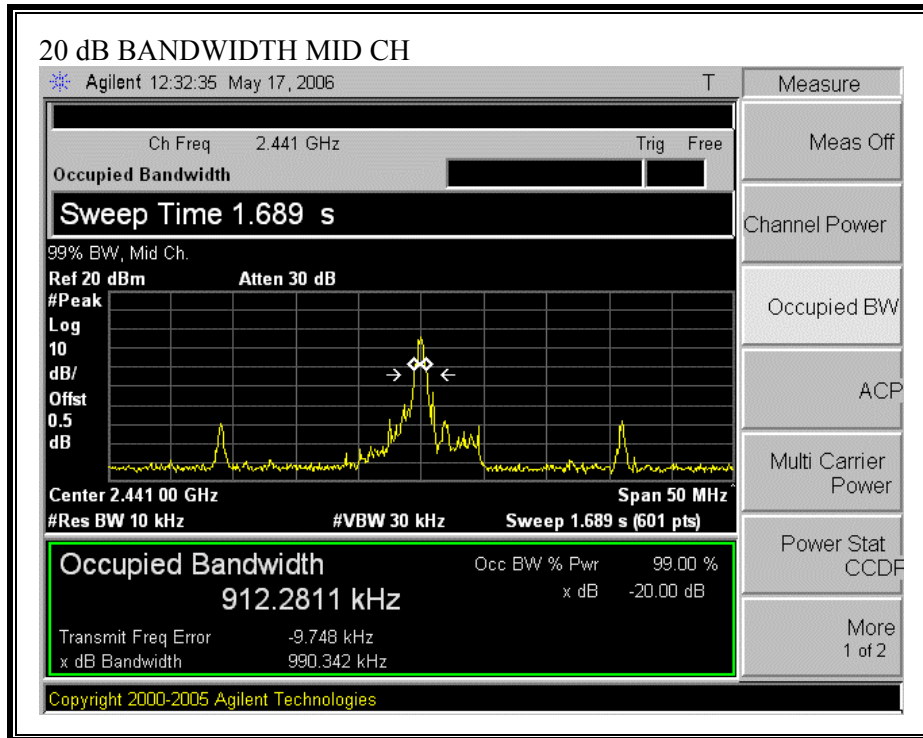 20 dB BANDWIDTH MID CH
Agilent 12:32:35 May 17, 2006 T
Measure
Ch Freq 2.441 GHz Trig Free
Occupied Bandwidth
Sweep Time 1.689 s
99% BW, Mid Ch.
Ref 20 dBm Atten 30 dB
#Peak
Log
10
dB/
Offst
0.5
dB
Center 2.441 00 GHz Span 50 MHz
#Res BW 10 kHz #VBW 30 kHz Sweep 1.689 s (601 pts)
Occupied Bandwidth
912.2811 kHz
Occ BW % Pwr 99.00 %
x dB -20.00 dB
Transmit Freq Error -9.748 kHz
x dB Bandwidth 990.342 kHz
Copyright 2000-2005 Agilent Technologies
Meas Off
Channel Power
Occupied BW
ACP
Multi Carrier
Power
Power Stat
CCDF
More
1 of 2